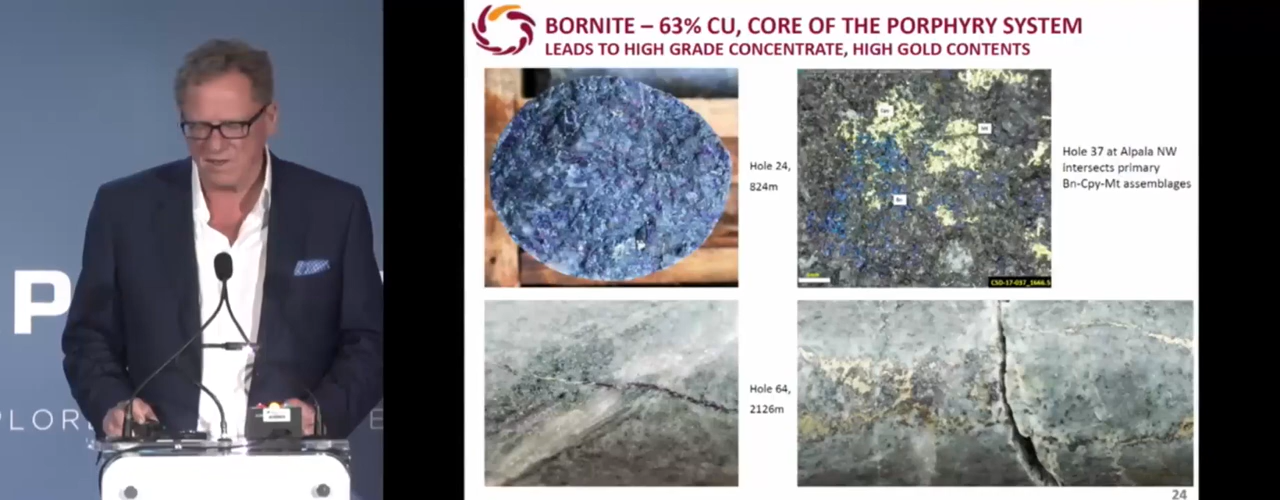 BORNITE – 63% CU, CORE OF THE PORPHYRY SYSTEM
LEADS TO HIGH GRADE CONCENTRATE, HIGH GOLD CONTENTS
Hole 24,
824m
Hole 37 at Alpala NW
intersects primary
Bn-Cpy-Mt assemblages
Bn
Hole 64,
2126m
24
P
PLOR
E